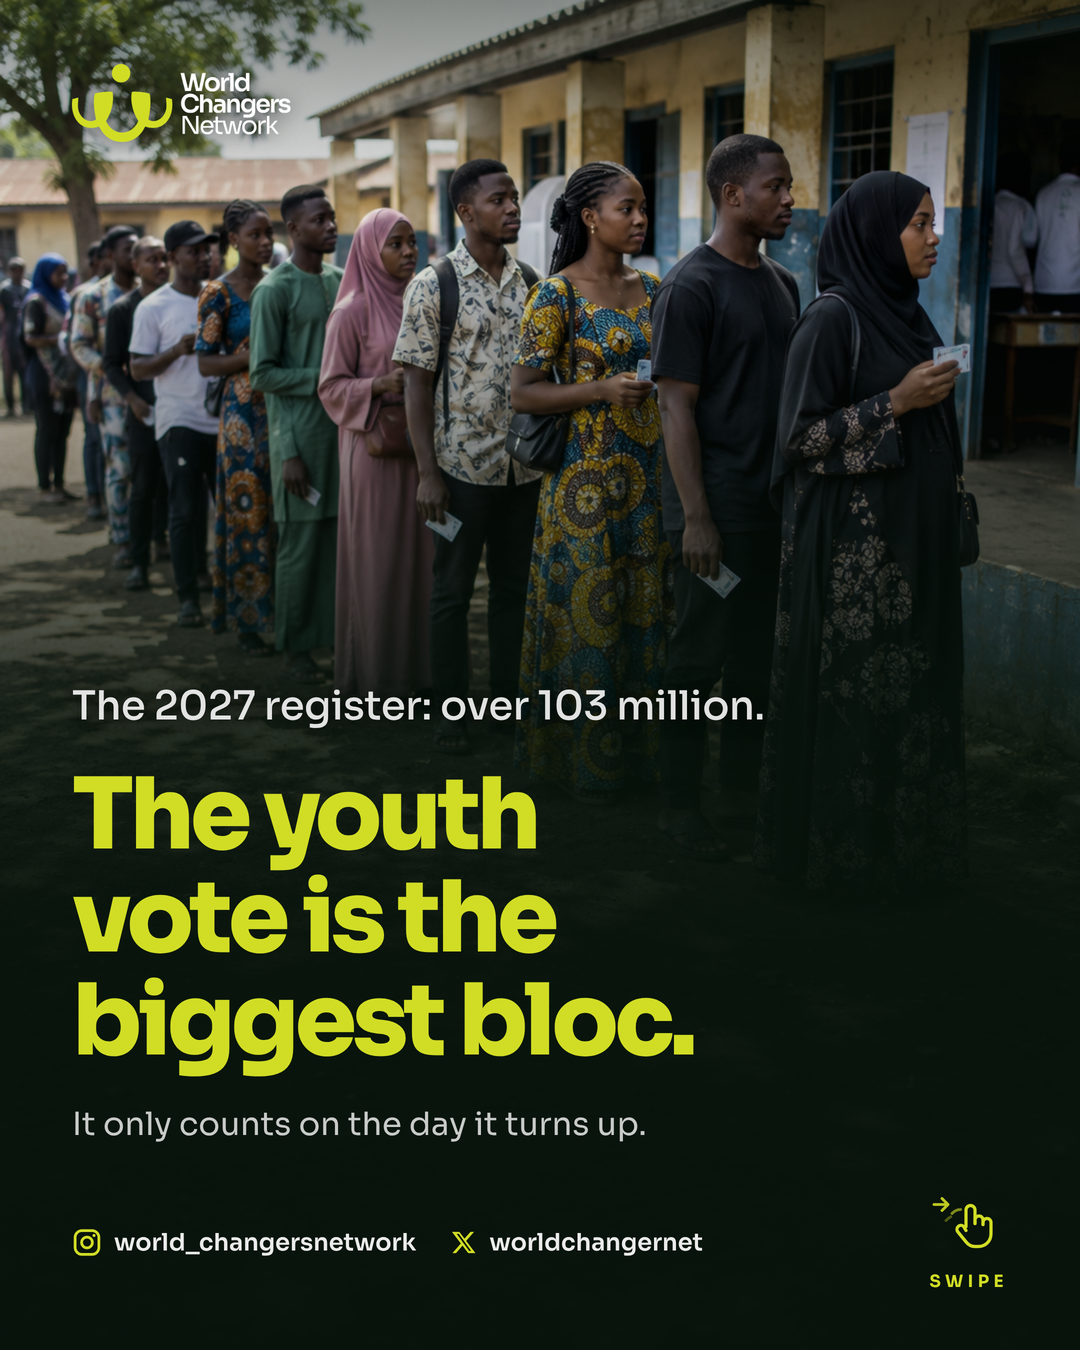 World
Changers
Network
The 2027 register: over 103 million.
The youth
vote is the
biggest bloc.
It only counts on the day it turns up.
world_changersnetwork
worldchangernet
SWIPE